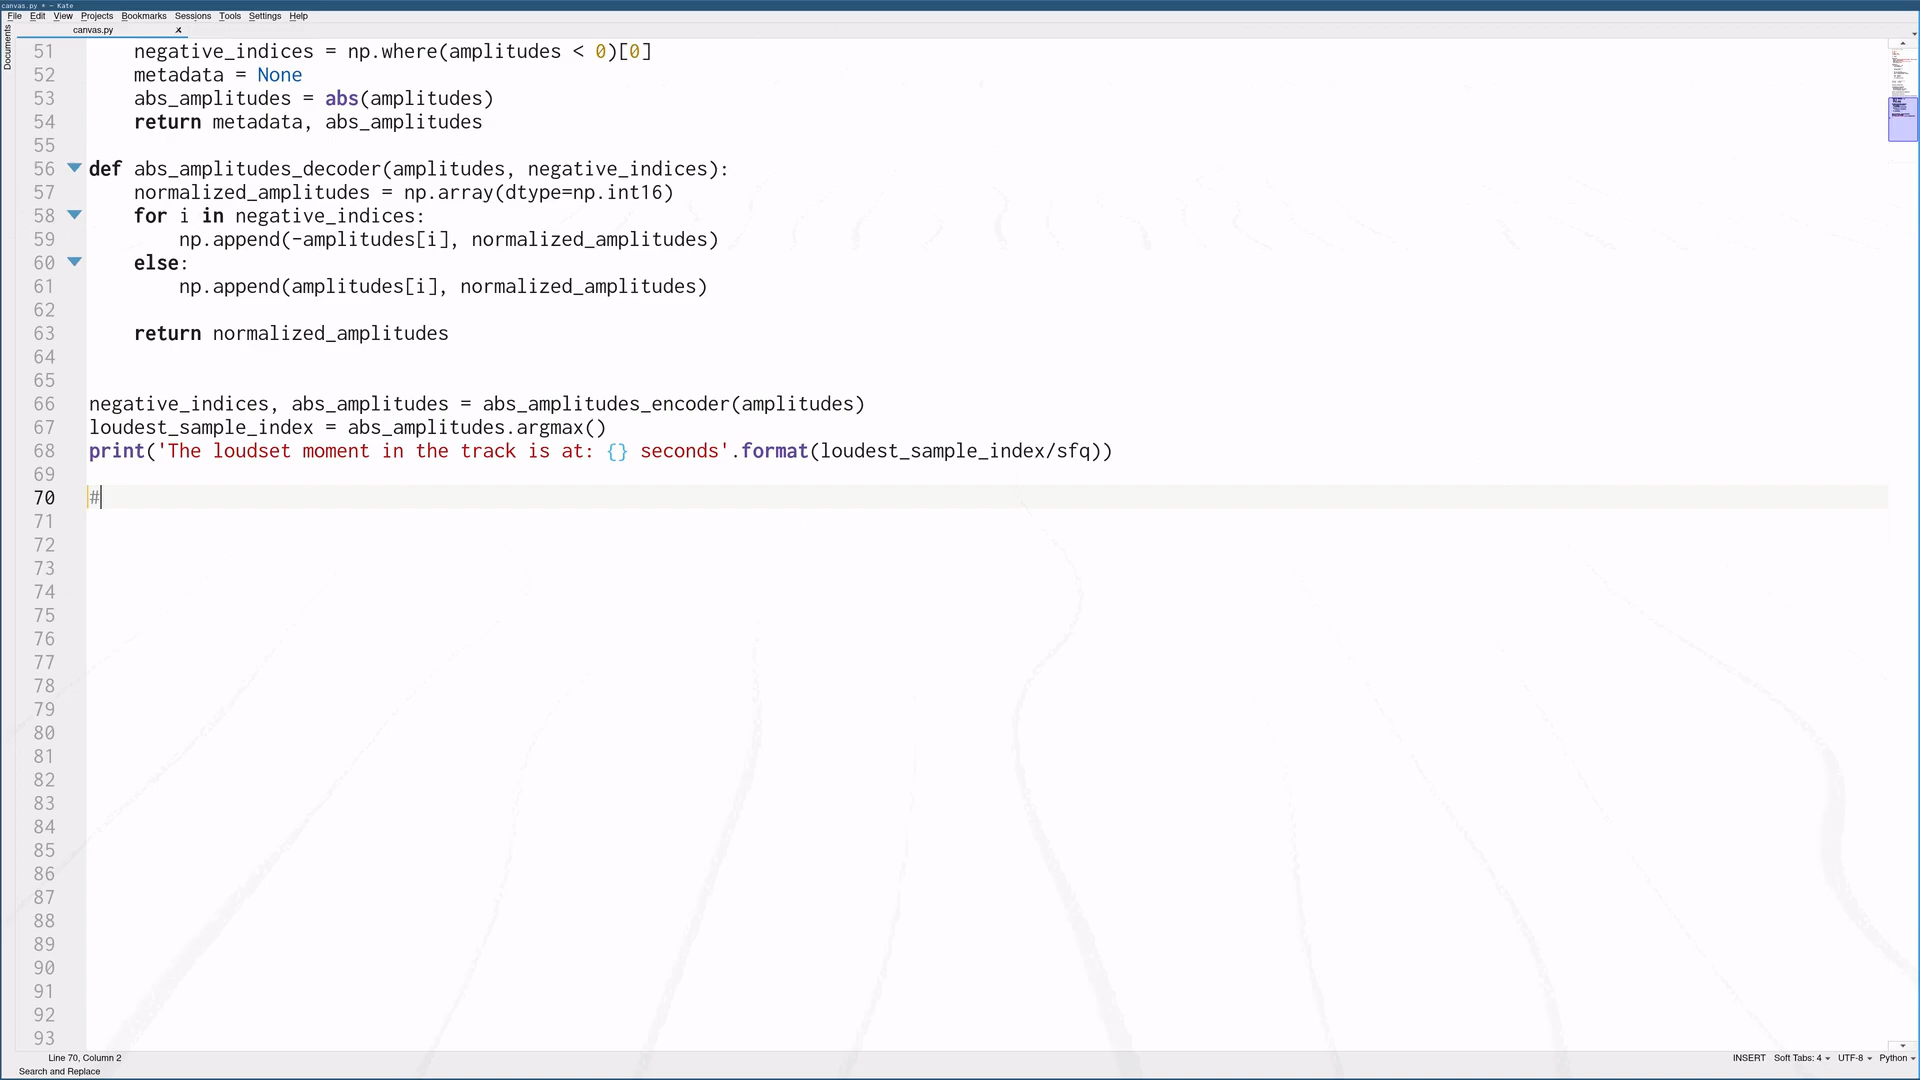 canvas.py * — Kate
File Edit View Projects Bookmarks Sessions Tools Settings Help
canvas.py
Documents
51 negative_indices = np.where(amplitudes < 0)[0]
52 metadata = None
53 abs_amplitudes = abs(amplitudes)
54 return metadata, abs_amplitudes
55
56 def abs_amplitudes_decoder(amplitudes, negative_indices):
57 normalized_amplitudes = np.array(dtype=np.int16)
58 for i in negative_indices:
59 np.append(-amplitudes[i], normalized_amplitudes)
60 else:
61 np.append(amplitudes[i], normalized_amplitudes)
62
63 return normalized_amplitudes
64
65
66 negative_indices, abs_amplitudes = abs_amplitudes_encoder(amplitudes)
67 loudest_sample_index = abs_amplitudes.argmax()
68 print('The loudset moment in the track is at: {} seconds'.format(loudest_sample_index/sfq))
69
70 #
71
72
73
74
75
76
77
78
79
80
81
82
83
84
85
86
87
88
89
90
91
92
93
Line 70, Column 2 INSERT Soft Tabs: 4 UTF-8 Python
Search and Replace